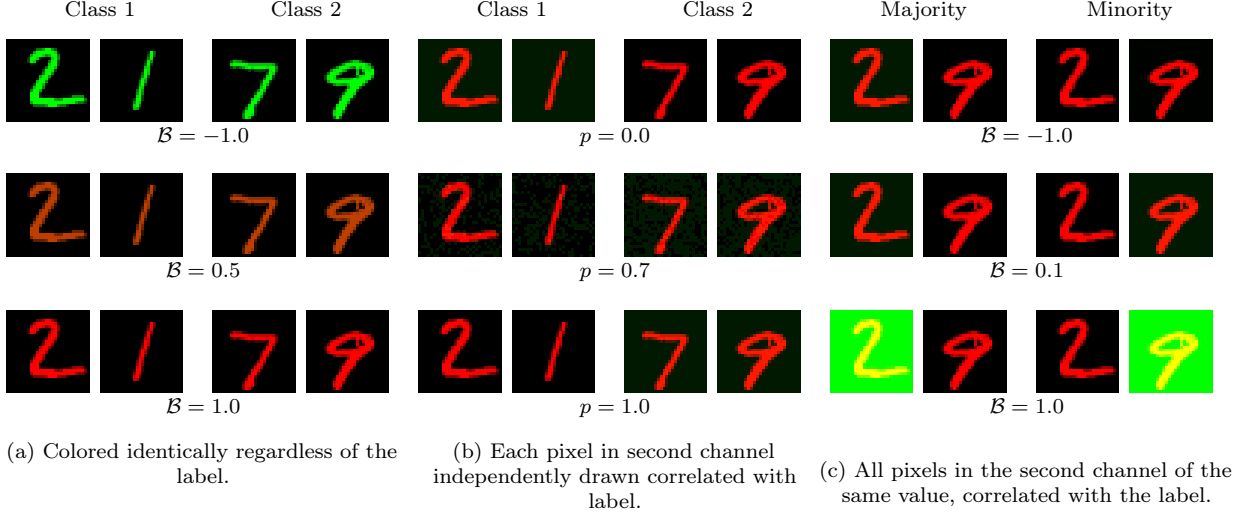 Class 1 Class 2 Class 1 Class 2 Majority Minority
ℬ = −1.0 p = 0.0 ℬ = −1.0
ℬ = 0.5 p = 0.7 ℬ = 0.1
ℬ = 1.0 p = 1.0 ℬ = 1.0
(a) Colored identically regardless of the
label.
(b) Each pixel in second channel
independently drawn correlated with
label.
(c) All pixels in the second channel of the
same value, correlated with the label.